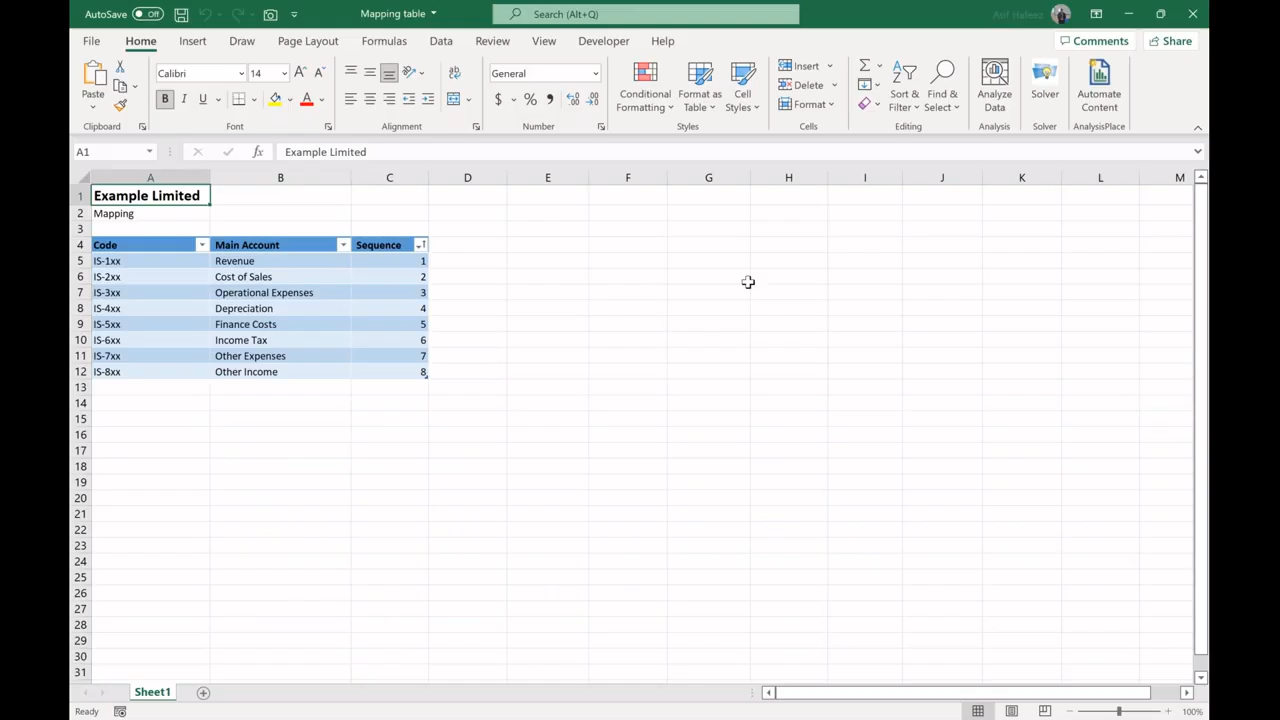 AutoSave Off Mapping table Search (Alt+Q) Asif Hafeez
File Home Insert Draw Page Layout Formulas Data Review View Developer Help Comments Share
Paste Calibri 14 A A General Conditional Formatting Format as Table Cell Styles Insert Delete Format Sort & Filter Find & Select Analyze Data Solver Automate Content
B I U A $ % 9
Clipboard Font Alignment Number Styles Cells Editing Analysis Solver AnalysisPlace
A1 fx Example Limited
A B C D E F G H I J K L M
1 Example Limited
2 Mapping
3
4 Code Main Account Sequence
5 IS-1xx Revenue 1
6 IS-2xx Cost of Sales 2
7 IS-3xx Operational Expenses 3
8 IS-4xx Depreciation 4
9 IS-5xx Finance Costs 5
10 IS-6xx Income Tax 6
11 IS-7xx Other Expenses 7
12 IS-8xx Other Income 8
13
14
15
16
17
18
19
20
21
22
23
24
25
26
27
28
29
30
31
Sheet1
Ready 100%